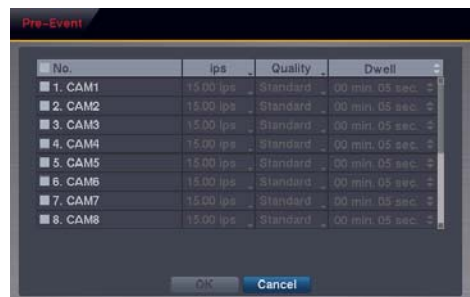 Pre-Event
No. ips Quality Dwell
1. CAM1 15.00 ips Standard 00 min. 05 sec.
2. CAM2 15.00 ips Standard 00 min. 05 sec.
3. CAM3 15.00 ips Standard 00 min. 05 sec.
4. CAM4 15.00 ips Standard 00 min. 05 sec.
5. CAM5 15.00 ips Standard 00 min. 05 sec.
6. CAM6 15.00 ips Standard 00 min. 05 sec.
7. CAM7 15.00 ips Standard 00 min. 05 sec.
8. CAM8 15.00 ips Standard 00 min. 05 sec.
OK Cancel